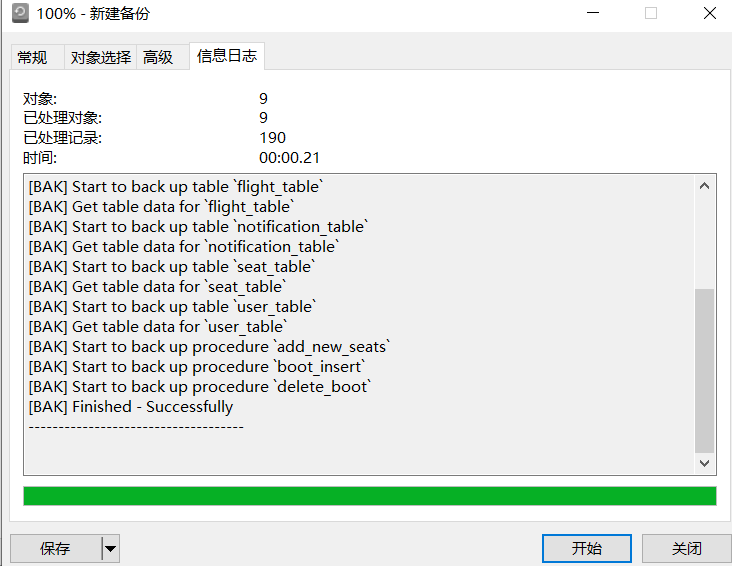 100% - 新建备份
常规 对象选择 高级 信息日志
对象: 9
已处理对象: 9
已处理记录: 190
时间: 00:00.21
[BAK] Start to back up table `flight_table`
[BAK] Get table data for `flight_table`
[BAK] Start to back up table `notification_table`
[BAK] Get table data for `notification_table`
[BAK] Start to back up table `seat_table`
[BAK] Get table data for `seat_table`
[BAK] Start to back up table `user_table`
[BAK] Get table data for `user_table`
[BAK] Start to back up procedure `add_new_seats`
[BAK] Start to back up procedure `boot_insert`
[BAK] Start to back up procedure `delete_boot`
[BAK] Finished - Successfully
-----------------------------------
保存 开始 关闭